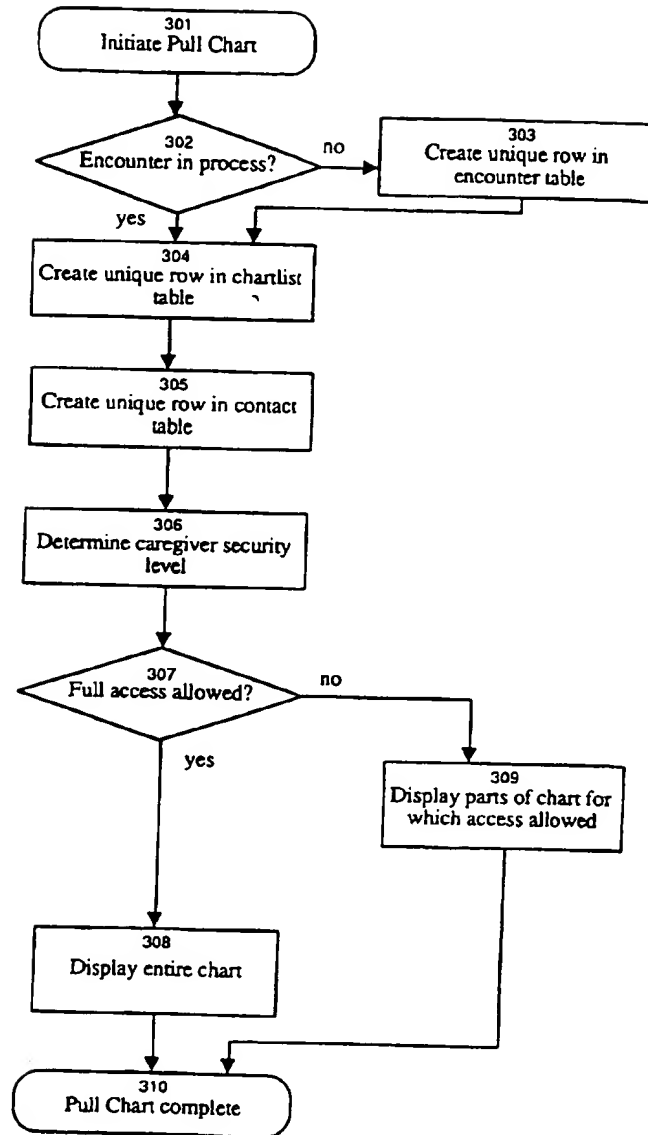 301
Initiate Pull Chart
302
Encounter in process?
no
303
Create unique row in
encounter table
yes
304
Create unique row in chartlist
table
305
Create unique row in contact
table
306
Determine caregiver security
level
307
Full access allowed?
no
yes
309
Display parts of chart for
which access allowed
308
Display entire chart
310
Pull Chart complete